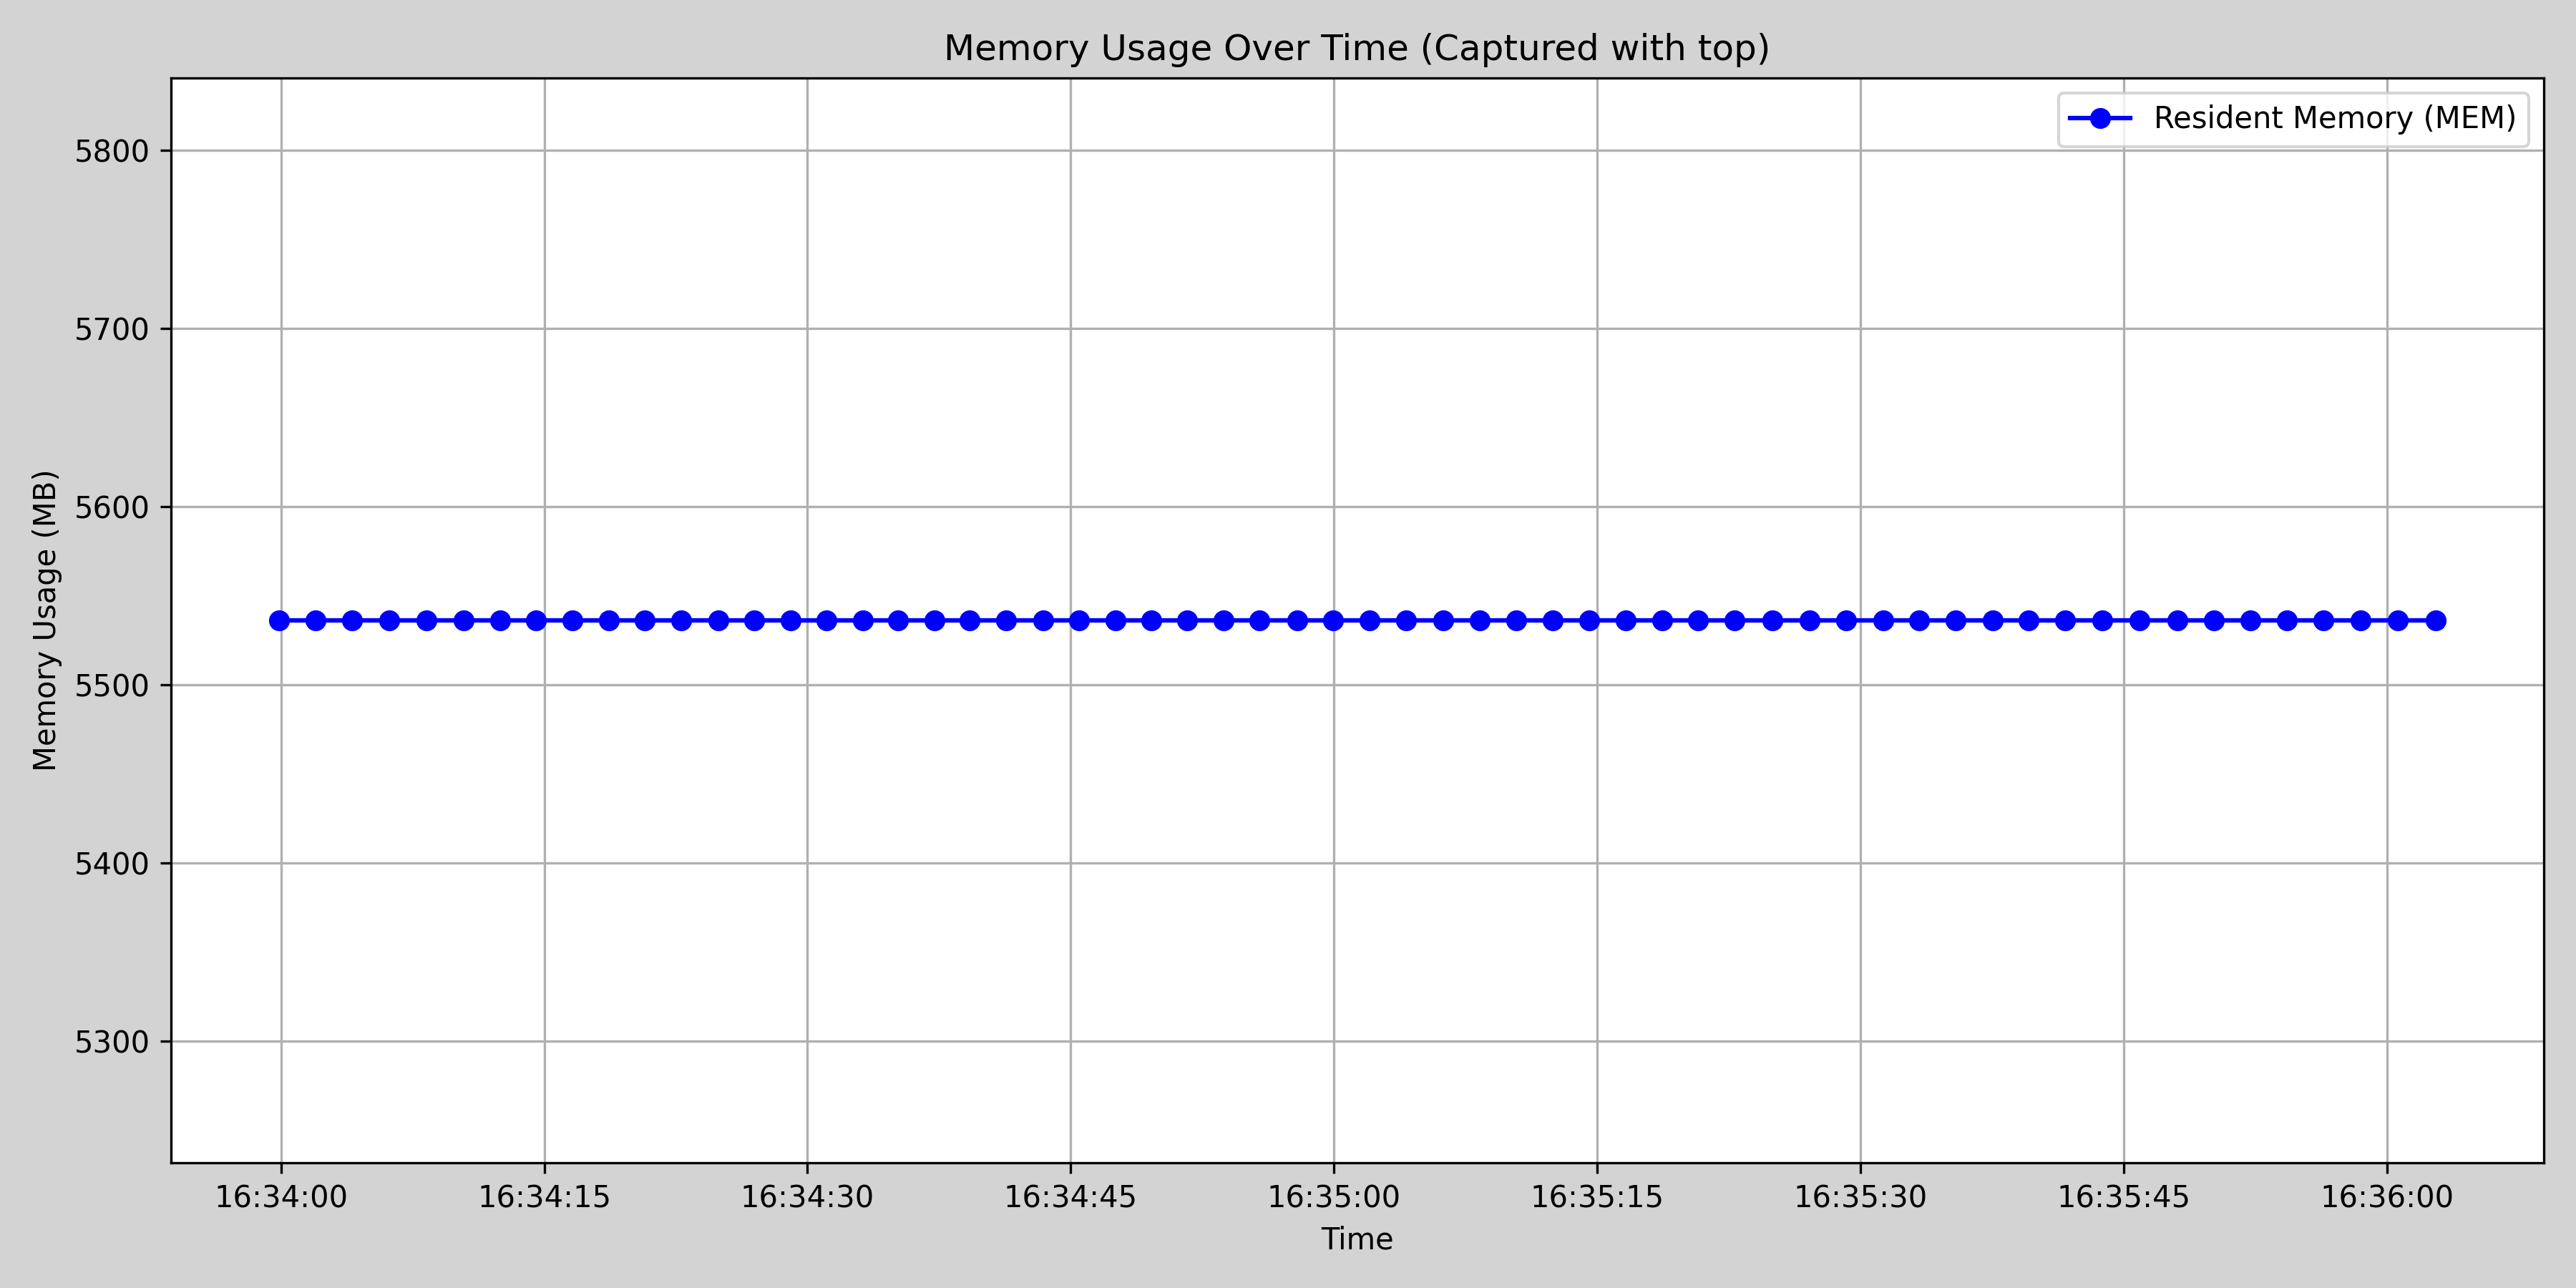 Memory Usage Over Time (Captured with top)
Resident Memory (MEM)
Memory Usage (MB)
5800
5700
5600
5500
5400
5300
16:34:00 16:34:15 16:34:30 16:34:45 16:35:00 16:35:15 16:35:30 16:35:45 16:36:00
Time